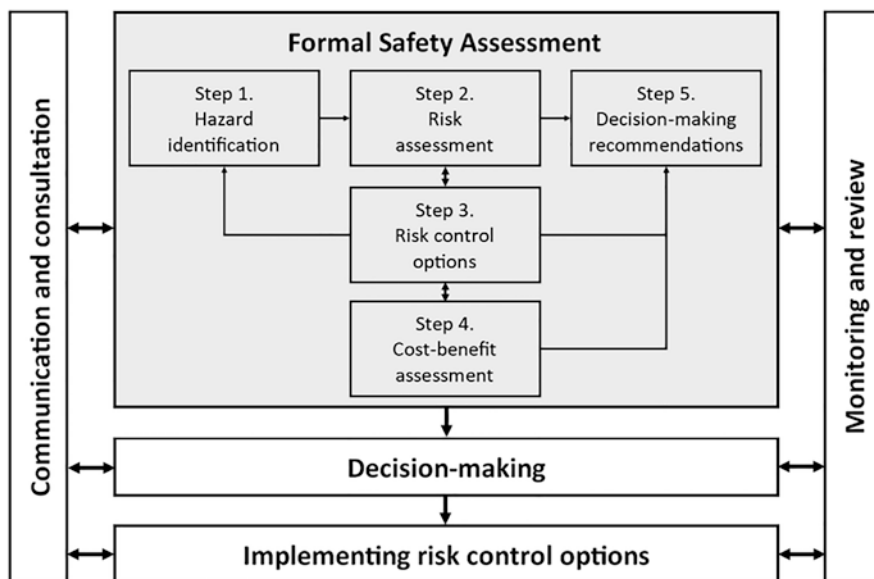 Formal Safety Assessment
Step 1.
Hazard
identification
Step 2.
Risk
assessment
Step 5.
Decision-making
recommendations
Step 3.
Risk control
options
Step 4.
Cost-benefit
assessment
Communication and consultation
Monitoring and review
Decision-making
Implementing risk control options